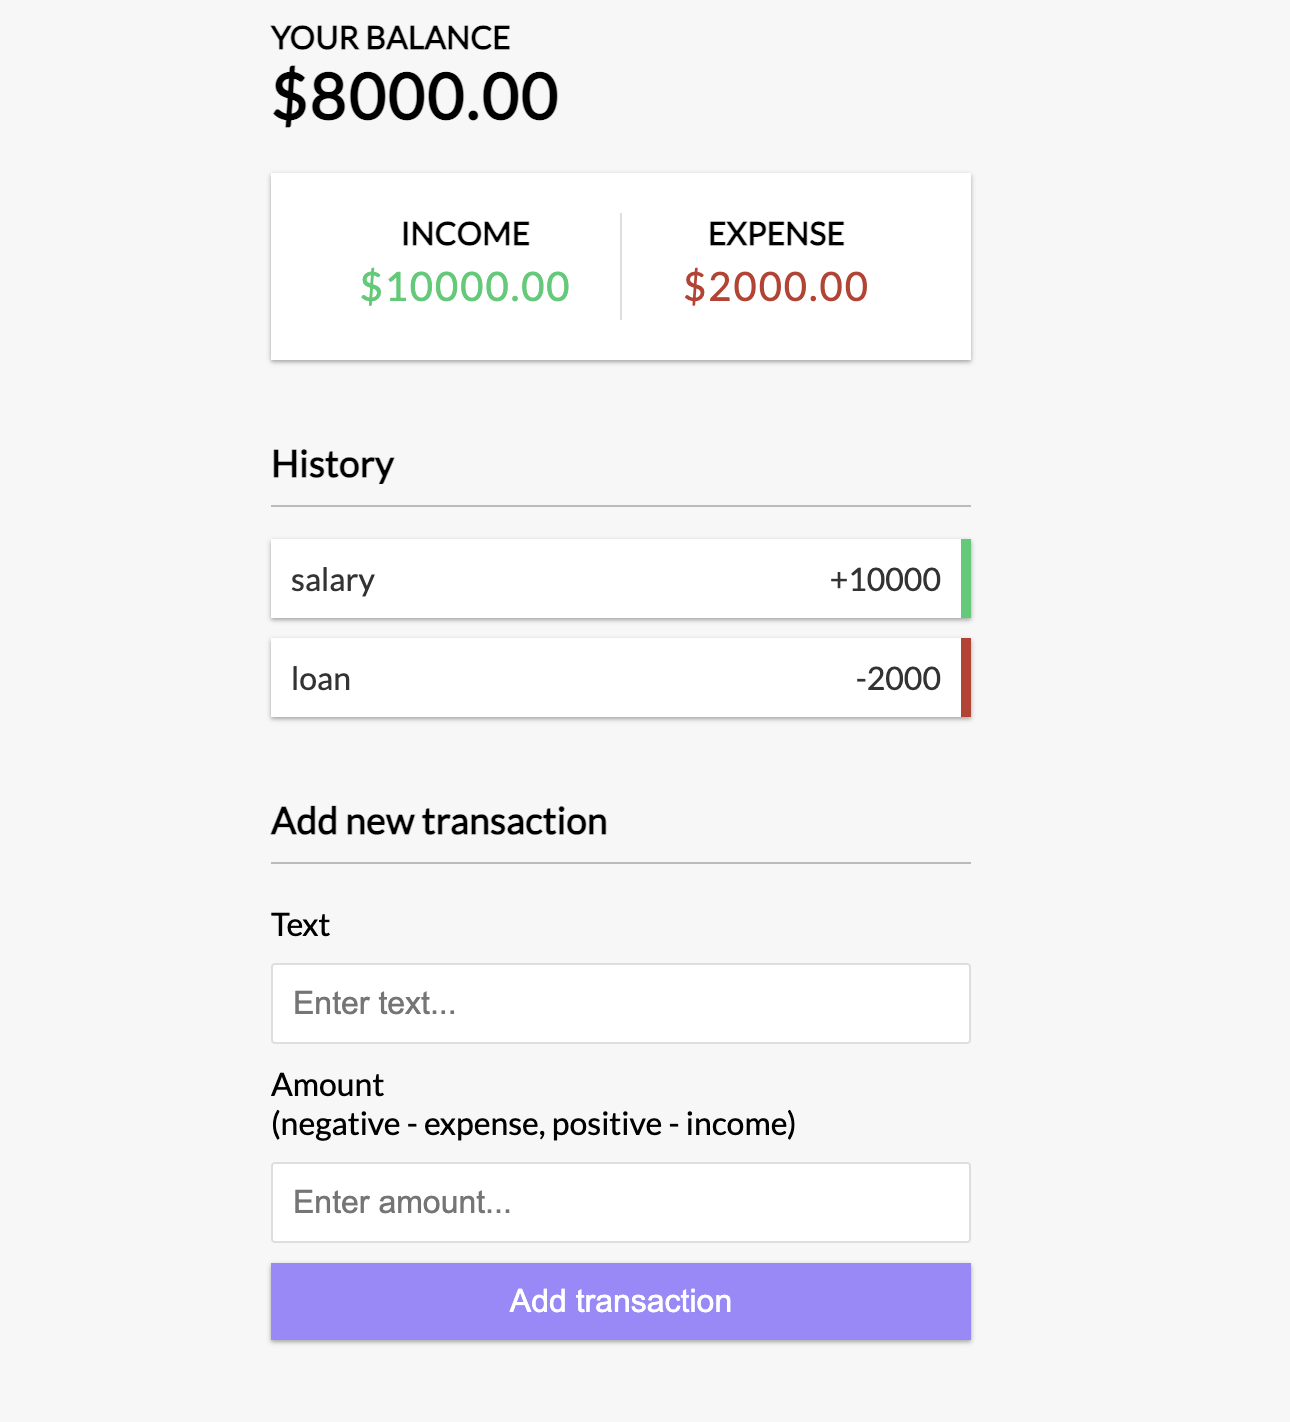 YOUR BALANCE
$8000.00
INCOME
$10000.00
EXPENSE
$2000.00
History
salary +10000
loan -2000
Add new transaction
Text
Enter text...
Amount
(negative - expense, positive - income)
Enter amount...
Add transaction